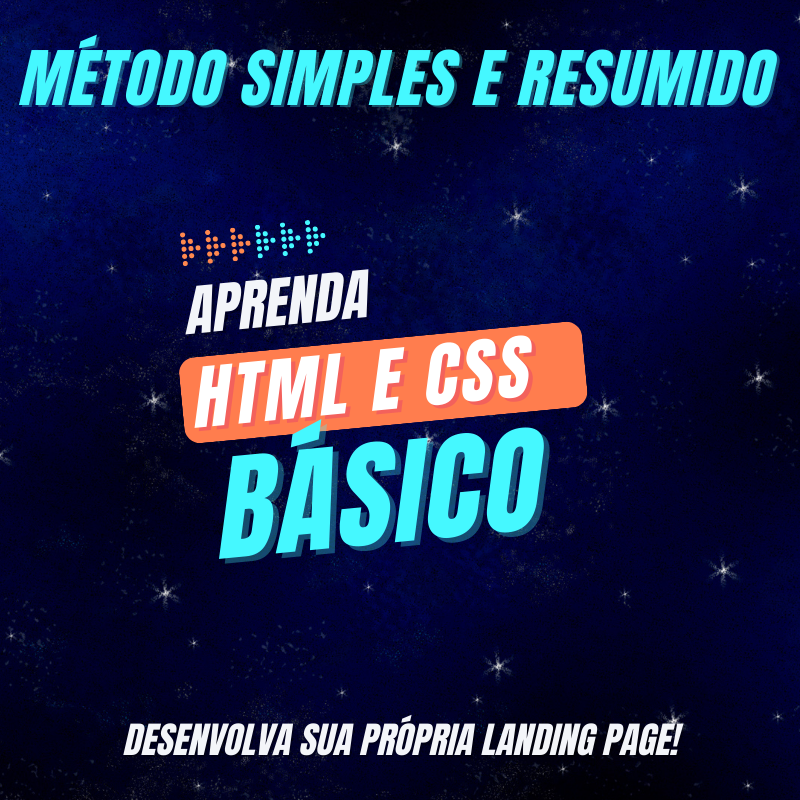 MÉTODO SIMPLES E RESUMIDO
APRENDA
HTML E CSS
BÁSICO
DESENVOLVA SUA PRÓPRIA LANDING PAGE!